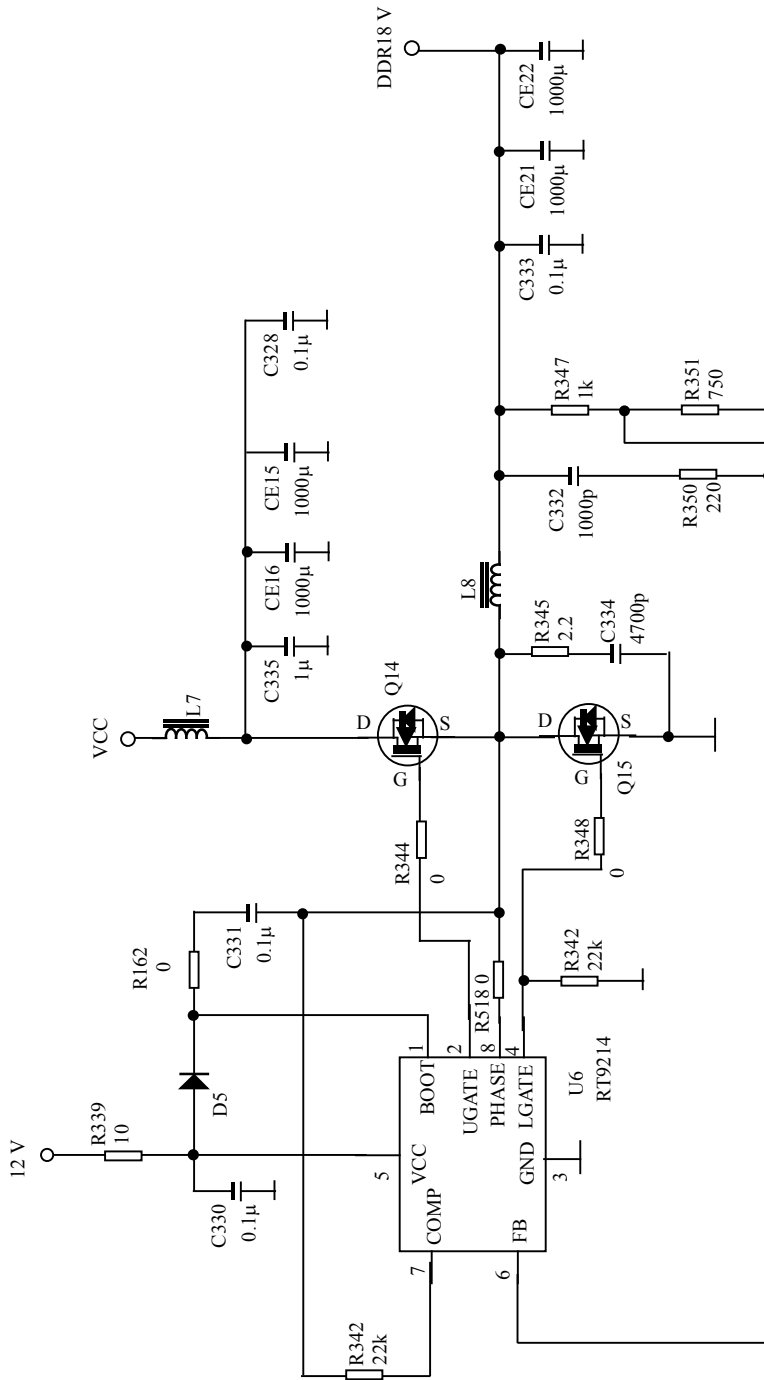 12 V
R339
10
D5
R162
0
C331
0.1μ
C330
0.1μ
R342
22k
5
VCC
7
COMP
1
BOOT
2
UGATE
8
PHASE
4
LGATE
6
FB
3
GND
U6
RT9214
R518 0
R342
22k
R344
0
R348
0
VCC
L7
C335
1μ
CE16
1000μ
CE15
1000μ
C328
0.1μ
Q14
D
S
G
D
S
G
Q15
R345
2.2
C334
4700p
L8
C332
1000p
R350
220
R347
1k
R351
750
C333
0.1μ
CE21
1000μ
CE22
1000μ
DDR18 V